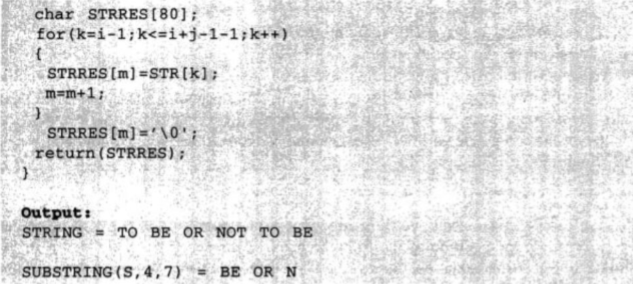 char STRRES[80];
for(k=i-1;k<=i+j-1-1;k++)
{
STRRES[m]=STR[k];
m=m+1;
}
STRRES[m]='\0';
return(STRRES);
}
Output:
STRING = TO BE OR NOT TO BE
SUBSTRING(S,4,7) = BE OR N